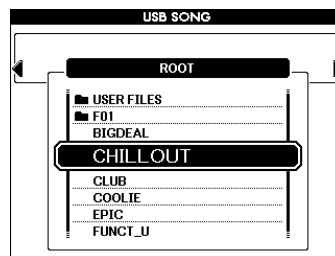 USB SONG
ROOT
USER FILES
F01
BIGDEAL
CHILLOUT
CLUB
COOLIE
EPIC
FUNCT_U